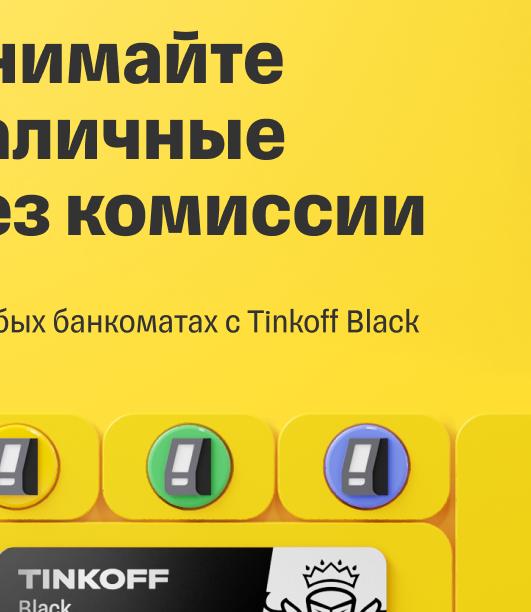 нимайте
аличные
ез комиссии
бых банкоматах с Tinkoff Black
TINKOFF
Black